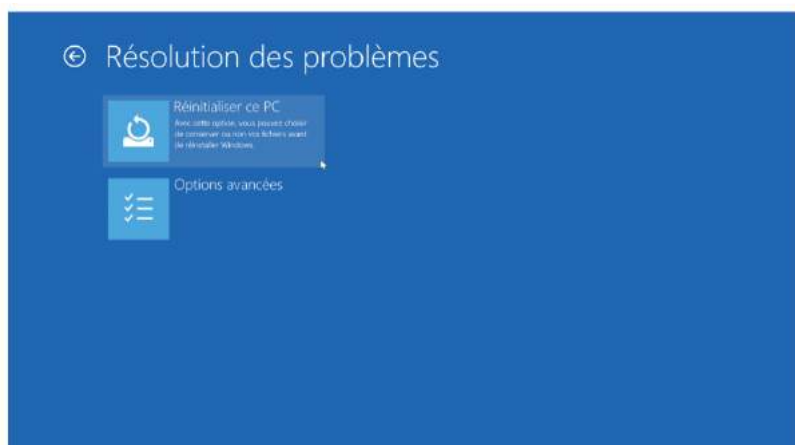 Résolution des problèmes
Réinitialiser ce PC
Avec cette option, vous pouvez choisir
de conserver ou non vos fichiers avant
de réinstaller Windows.
Options avancées